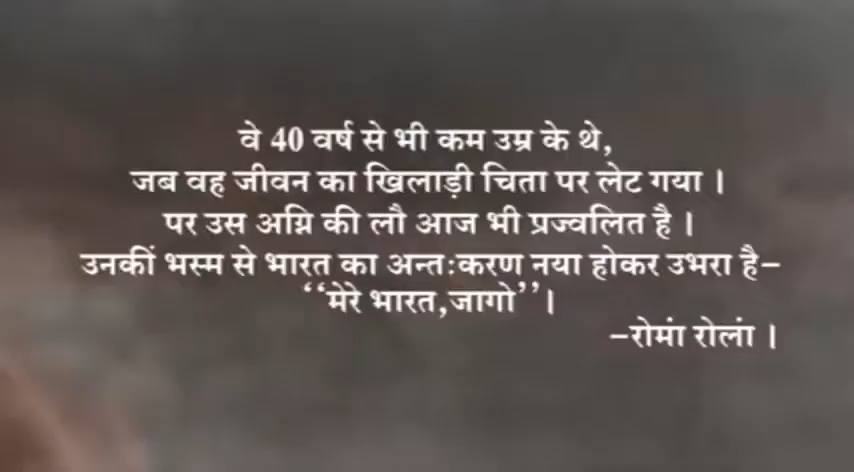 वे 40 वर्ष से भी कम उम्र के थे,
जब वह जीवन का खिलाड़ी चिता पर लेट गया ।
पर उस अग्नि की लौ आज भी प्रज्वलित है ।
उनकीं भस्म से भारत का अन्तःकरण नया होकर उभरा है–
‘‘मेरे भारत,जागो’’।
–रोमां रोलां ।